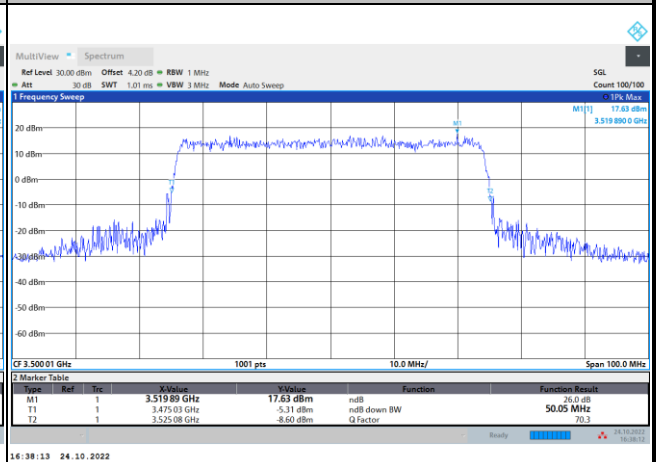 MultiView Spectrum
Ref Level 30.00 dBm Offset 4.20 dB RBW 1 MHz SGL
Att 30 dB SWT 1.01 ms VBW 3 MHz Mode Auto Sweep Count 100/100
1 Frequency Sweep 1Pk Max
M1[1] 17.63 dBm
3.519 890 0 GHz
M1
20 dBm
10 dBm
0 dBm
T1
T2
-10 dBm
-20 dBm
-30 dBm
-40 dBm
-50 dBm
-60 dBm
CF 3.500 01 GHz 1001 pts 10.0 MHz/ Span 100.0 MHz
2 Marker Table
Type Ref Trc X-Value Y-Value Function Function Result
M1 1 3.519 89 GHz 17.63 dBm ndB 26.0 dB
T1 1 3.475 03 GHz -5.31 dBm ndB down BW 50.05 MHz
T2 1 3.525 08 GHz -8.60 dBm Q Factor 70.3
Ready 24.10.2022
16:38:12
16:38:13 24.10.2022